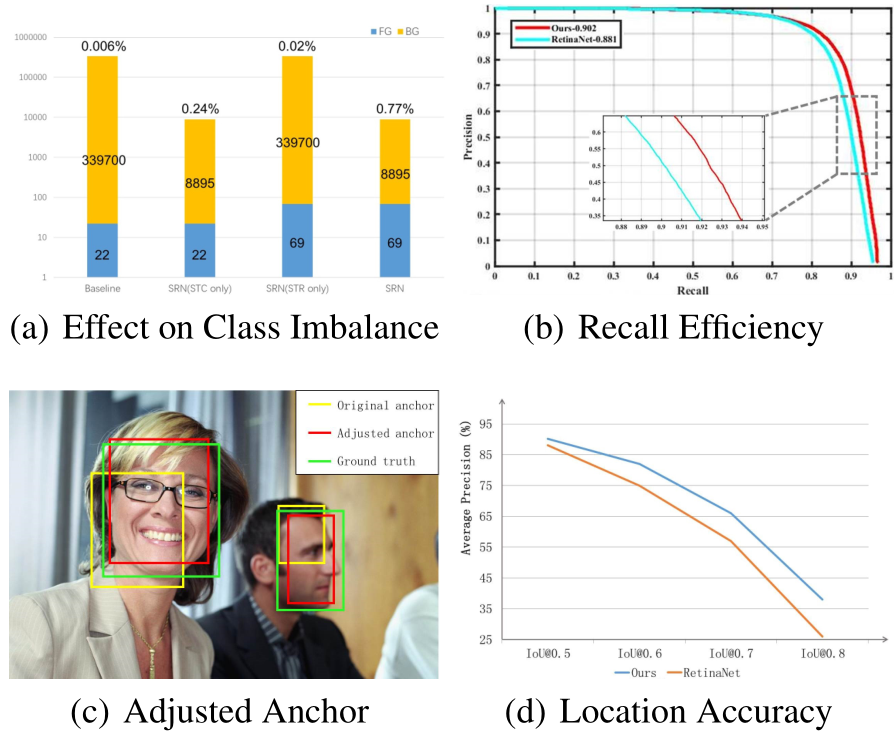 FG BG
1000000
100000
10000
1000
100
10
1
0.006%
0.24%
0.02%
0.77%
339700
8895
339700
8895
22
22
69
69
Baseline SRN(STC only) SRN(STR only) SRN
(a) Effect on Class Imbalance
Precision
1
0.9
0.8
0.7
0.6
0.5
0.4
0.3
0.2
0.1
0
Ours-0.902
RetinaNet-0.881
0.6
0.55
0.5
0.45
0.4
0.35
0.88 0.89 0.9 0.91 0.92 0.93 0.94 0.95
0 0.1 0.2 0.3 0.4 0.5 0.6 0.7 0.8 0.9 1
Recall
(b) Recall Efficiency
Original anchor
Adjusted anchor
Ground truth
(c) Adjusted Anchor
Average Precision (%)
95
85
75
65
55
45
35
25
IoU@0.5 IoU@0.6 IoU@0.7 IoU@0.8
Ours RetinaNet
(d) Location Accuracy